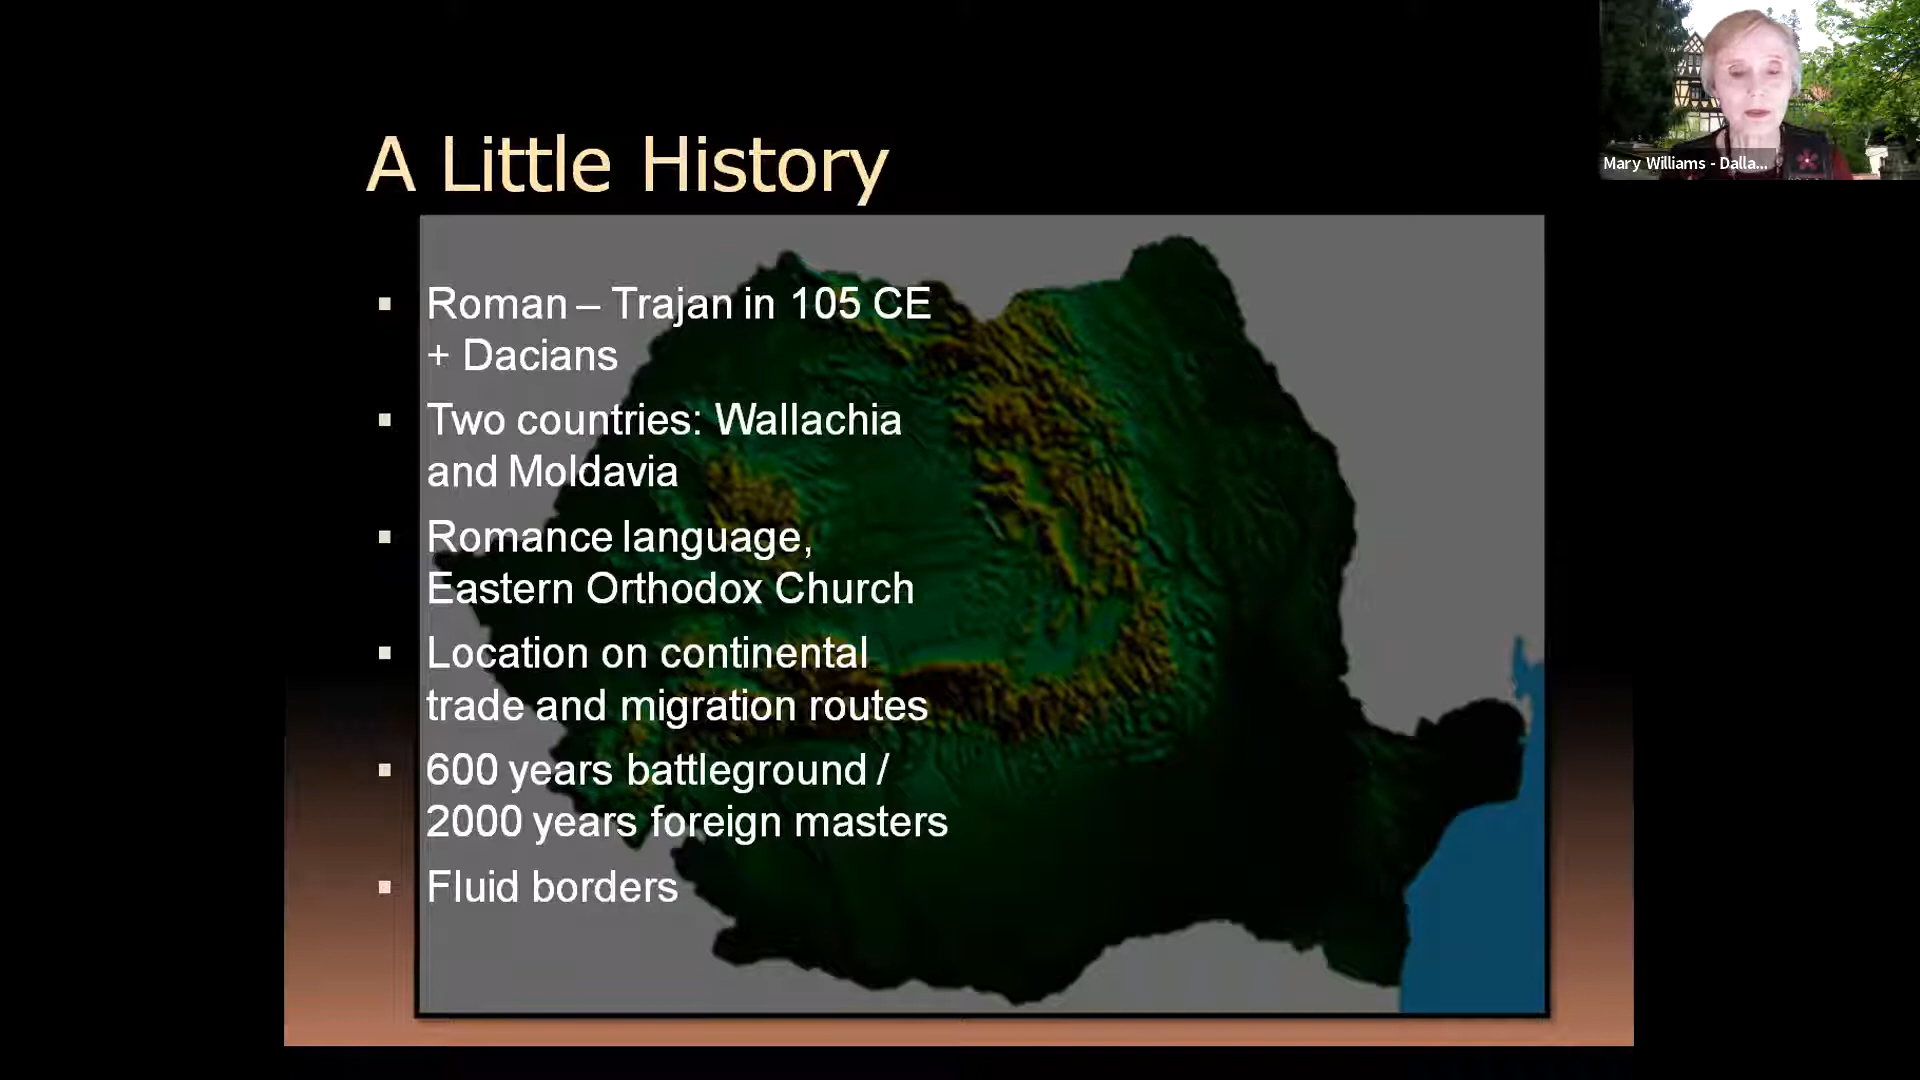 A Little History
Roman – Trajan in 105 CE
+ Dacians
Two countries: Wallachia
and Moldavia
Romance language,
Eastern Orthodox Church
Location on continental
trade and migration routes
600 years battleground /
2000 years foreign masters
Fluid borders
Mary Williams - Dalla...